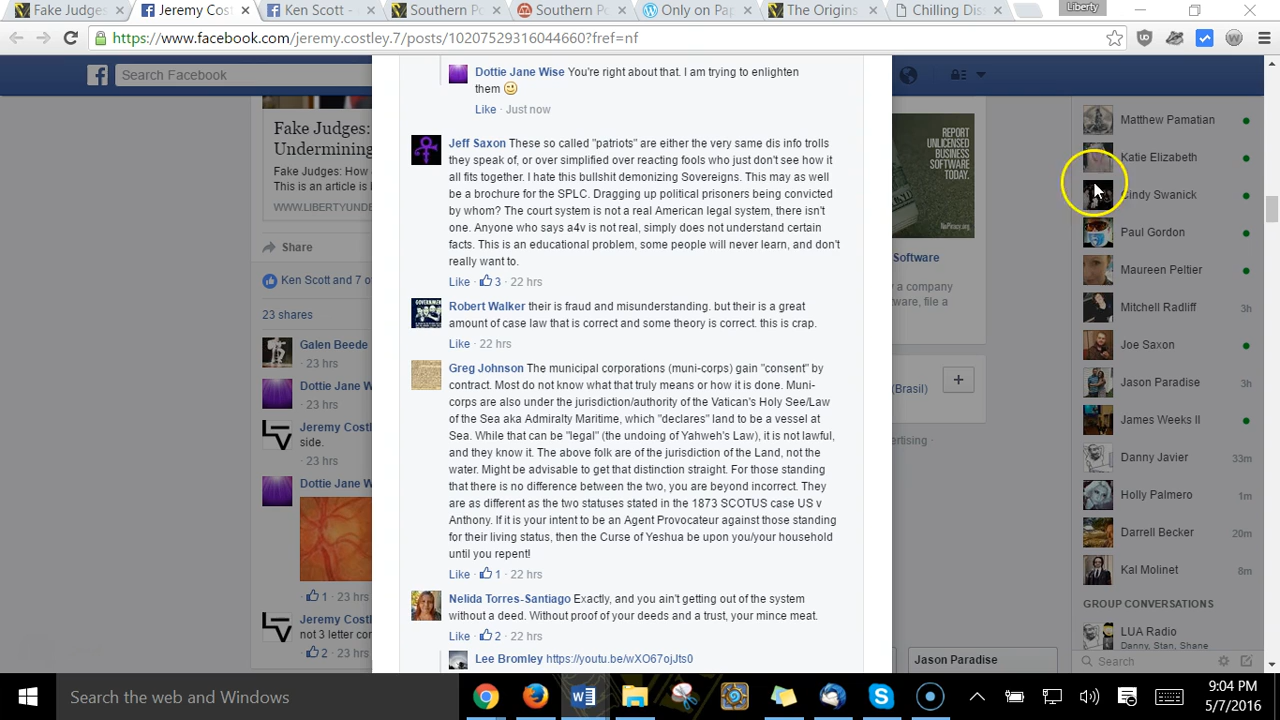 Fake Judges
Jeremy Cost
Ken Scott -
Southern Po
Southern Po
Only on Pap
The Origins
Chilling Dis
Liberty
https://www.facebook.com/jeremy.costley.7/posts/10207529316044660?fref=nf
Search Facebook
Fake Judges:
Undermining
Fake Judges: How
This an is article is
WWW.LIBERTYUNDE
Share
Ken Scott and 7 o
23 shares
Galen Beede
23 hrs
Dottie Jane W
23 hrs
Jeremy Costle
side.
23 hrs
Dottie Jane W
1 · 23 hrs
Jeremy Costle
not 3 letter cor
2 · 23 hrs
Dottie Jane Wise You're right about that. I am trying to enlighten
them
Like · Just now
Jeff Saxon These so called "patriots" are either the very same dis info trolls
they speak of, or over simplified over reacting fools who just don't see how it
all fits together. I hate this bullshit demonizing Sovereigns. This may as well
be a brochure for the SPLC. Dragging up political prisoners being convicted
by whom? The court system is not a real American legal system, there isn't
one. Anyone who says a4v is not real, simply does not understand certain
facts. This is an educational problem, some people will never learn, and don't
really want to.
Like · 3 · 22 hrs
Robert Walker their is fraud and misunderstanding. but their is a great
amount of case law that is correct and some theory is correct. this is crap.
Like · 22 hrs
Greg Johnson The municipal corporations (muni-corps) gain "consent" by
contract. Most do not know what that truly means or how it is done. Muni-
corps are also under the jurisdiction/authority of the Vatican's Holy See/Law
of the Sea aka Admiralty Maritime, which "declares" land to be a vessel at
Sea. While that can be "legal" (the undoing of Yahweh's Law), it is not lawful,
and they know it. The above folk are of the jurisdiction of the Land, not the
water. Might be advisable to get that distinction straight. For those standing
that there is no difference between the two, you are beyond incorrect. They
are as different as the two statuses stated in the 1873 SCOTUS case US v
Anthony. If it is your intent to be an Agent Provocateur against those standing
for their living status, then the Curse of Yeshua be upon you/your household
until you repent!
Like · 1 · 22 hrs
Nelida Torres-Santiago Exactly, and you ain't getting out of the system
without a deed. Without proof of your deeds and a trust, your mince meat.
Like · 2 · 22 hrs
Lee Bromley https://youtu.be/wXO67ojJts0
REPORT
UNLICENSED
BUSINESS
SOFTWARE
TODAY.
Software
a company
ftware, file a
(Brasil)
ertising ·
Jason Paradise
Matthew Pamatian
Katie Elizabeth
Cindy Swanick
Paul Gordon
Maureen Peltier
Mitchell Radliff 3h
Joe Saxon
Jason Paradise 3h
James Weeks II
Danny Javier 33m
Holly Palmero 1m
Darrell Becker 20m
Kal Molinet 8m
GROUP CONVERSATIONS
LUA Radio
Danny, Stan, Shane
Search
Search the web and Windows
9:04 PM
5/7/2016